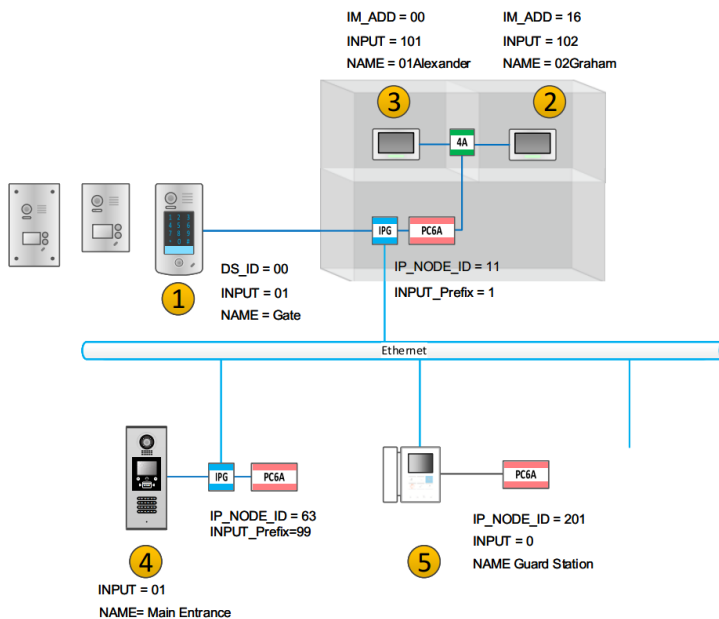 IM_ADD = 00
INPUT = 101
NAME = 01Alexander
IM_ADD = 16
INPUT = 102
NAME = 02Graham
3
2
4A
IPG
PC6A
DS_ID = 00
INPUT = 01
NAME = Gate
1
IP_NODE_ID = 11
INPUT_Prefix = 1
Ethernet
IPG
PC6A
PC6A
IP_NODE_ID = 63
INPUT_Prefix=99
IP_NODE_ID = 201
INPUT = 0
NAME Guard Station
4
5
INPUT = 01
NAME= Main Entrance